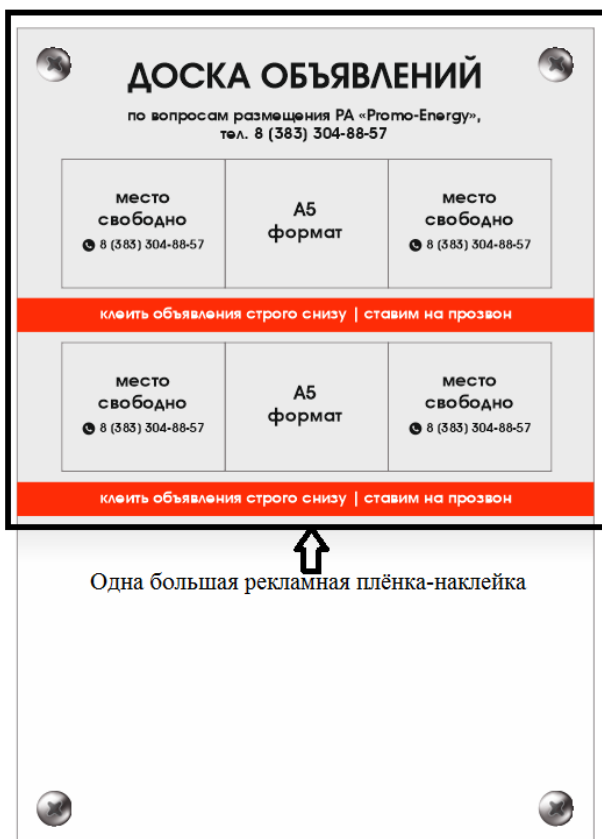 ДОСКА ОБЪЯВЛЕНИЙ
по вопросам размещения РА «Promo-Energy»,
тел. 8 (383) 304-88-57
место
свободно
8 (383) 304-88-57
А5
формат
место
свободно
8 (383) 304-88-57
клеить объявления строго снизу | ставим на прозвон
место
свободно
8 (383) 304-88-57
А5
формат
место
свободно
8 (383) 304-88-57
клеить объявления строго снизу | ставим на прозвон
Одна большая рекламная плёнка-наклейка